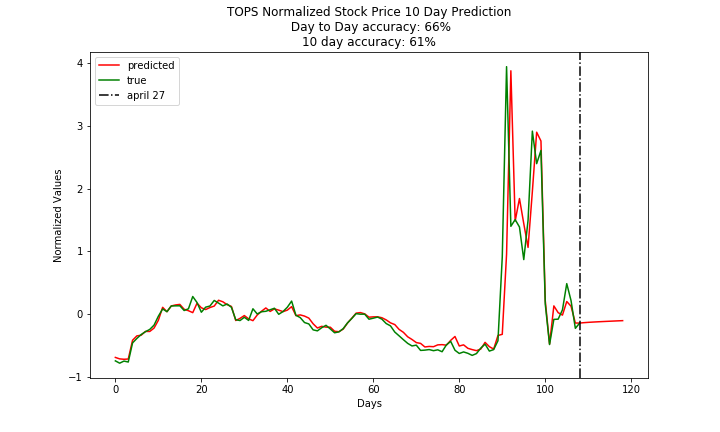 TOPS Normalized Stock Price 10 Day Prediction
Day to Day accuracy: 66%
10 day accuracy: 61%
predicted
true
april 27
Normalized Values
4
3
2
1
0
−1
0 20 40 60 80 100 120
Days